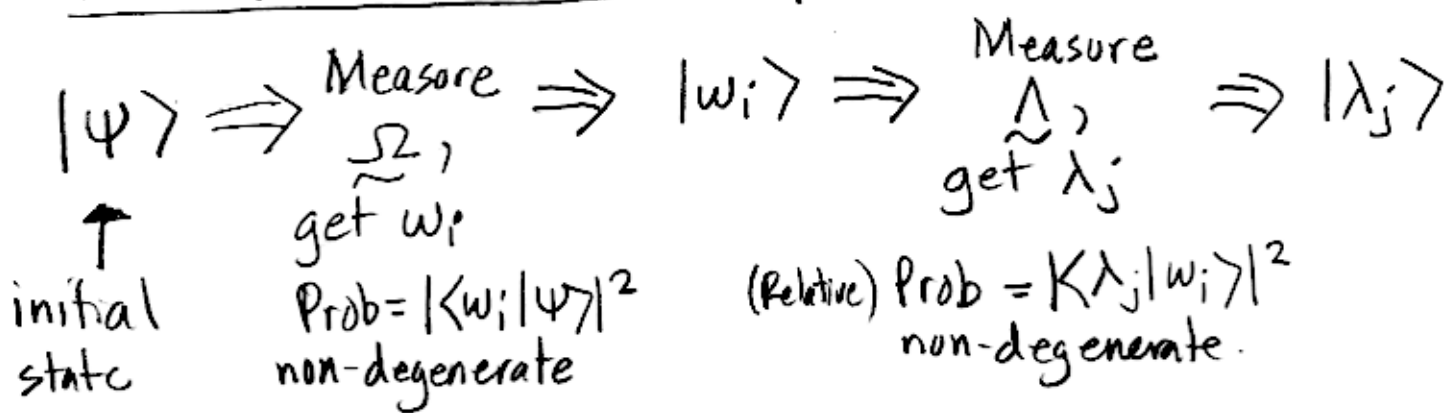 Measure Measure
|ψ⟩ ⇒ Ω, ⇒ |ωᵢ⟩ ⇒ Λ, ⇒ |λⱼ⟩
get ωᵢ get λⱼ
initial Prob = |⟨ωᵢ|ψ⟩|² (Relative) Prob = |⟨λⱼ|ωᵢ⟩|²
state non-degenerate non-degenerate.